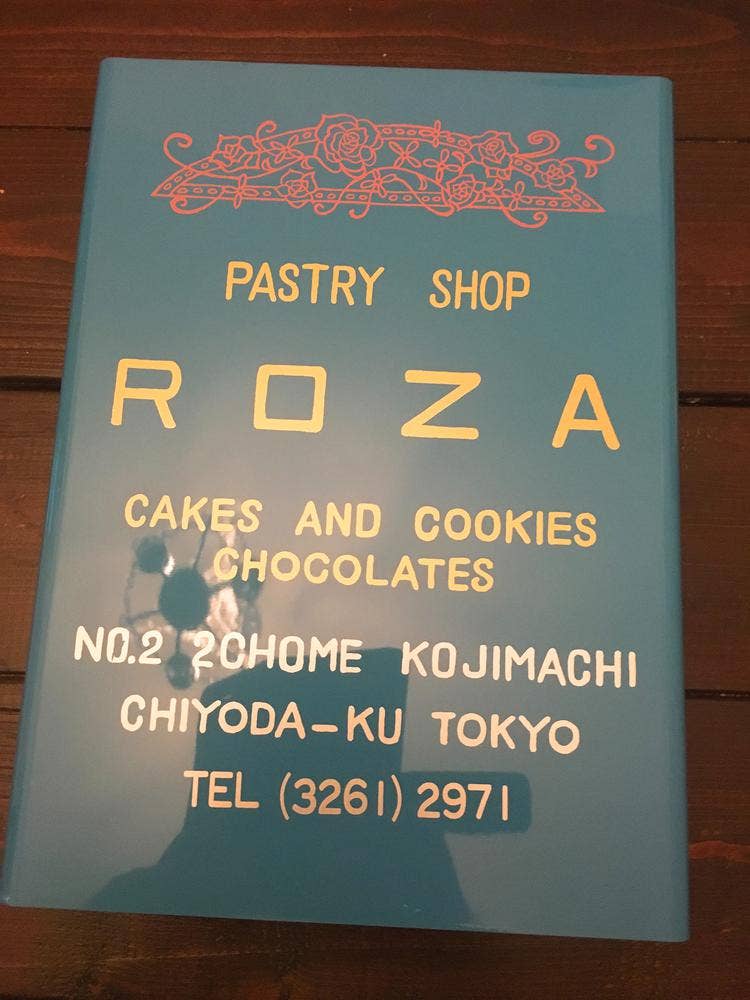 PASTRY SHOP
ROZA
CAKES AND COOKIES
CHOCOLATES
NO.2 2CHOME KOJIMACHI
CHIYODA-KU TOKYO
TEL (3261) 2971